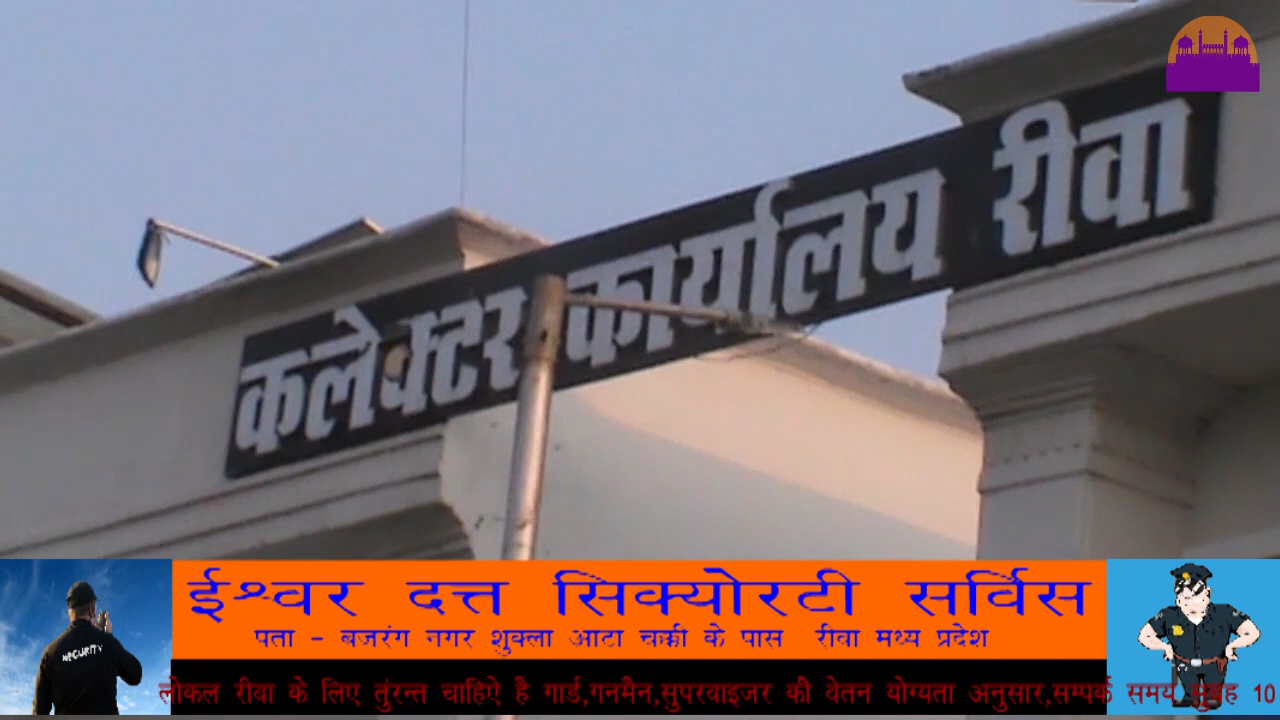 कलेक्टर कार्यालय रीवा
ईश्वर दत्त सिक्योरटी सर्विस
पता - बजरंग नगर शुक्ला आटा चक्की के पास रीवा मध्य प्रदेश
SECURITY
लोकल रीवा के लिए तुंरन्त चाहिऐ है गार्ड,गनमैन,सुपरवाइजर की वेतन योग्यता अनुसार,सम्पर्क समय सुबह 10